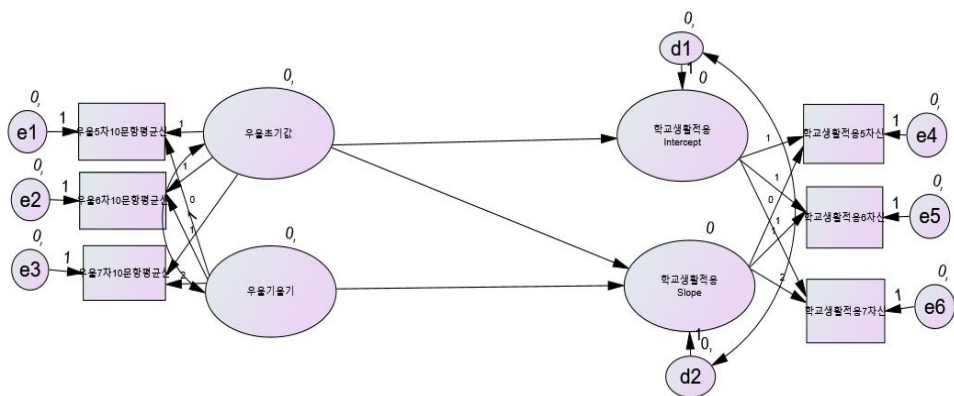 0,
d1
1
0
0,
0,
e1
1
우울5차10문항평균신
1
우울초기값
학교생활적응
Intercept
1
학교생활적응5차신
1
0,
e4
0,
e2
1
우울6차10문항평균신
1
0
1
0
1
학교생활적응6차신
1
0,
e5
0,
e3
1
우울7차10문항평균신
1
2
0,
우울기울기
0
학교생활적응
Slope
1
1
2
학교생활적응7차신
1
0,
e6
1
0,
d2